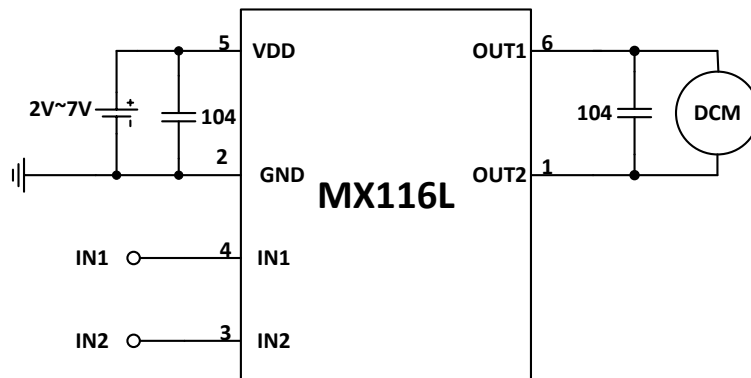 5 VDD OUT1 6
2V~7V + - 104 104 DCM
2 GND OUT2 1
MX116L
IN1 4 IN1
IN2 3 IN2